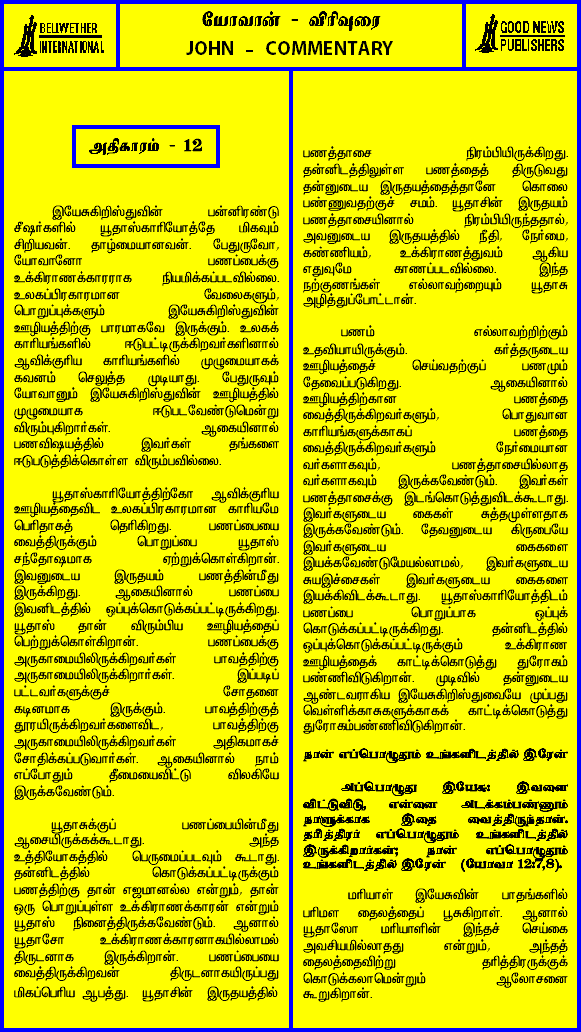 BELWETHER
INTERNATIONAL
யோவான் - விரிவுரை
JOHN - COMMENTARY
GOOD NEWS
PUBLISHERS
அதிகாரம் - 12
இயேசுகிறிஸ்துவின் பன்னிரண்டு
சீஷர்களில் யூதாஸ்காரியோத்தே மிகவும்
சிறியவன். தாழ்மையானவன். பேதுருவோ,
யோவானோ பணப்பைக்கு
உக்கிராணக்காரராக நியமிக்கப்படவில்லை.
உலகப்பிரகாரமான வேலைகளும்,
பொறுப்புக்களும் இயேசுகிறிஸ்துவின்
ஊழியத்திற்கு பாரமாகவே இருக்கும். உலகக்
காரியங்களில் ஈடுபட்டிருக்கிறவர்களினால்
ஆவிக்குரிய காரியங்களில் முழுமையாகக்
கவனம் செலுத்த முடியாது. பேதுருவும்
யோவானும் இயேசுகிறிஸ்துவின் ஊழியத்தில்
முழுமையாக ஈடுபடவேண்டுமென்று
விரும்புகிறார்கள். ஆகையினால்
பணவிஷயத்தில் இவர்கள் தங்களை
ஈடுபடுத்திக்கொள்ள விரும்பவில்லை.
யூதாஸ்காரியோத்திற்கோ ஆவிக்குரிய
ஊழியத்தைவிட உலகப்பிரகாரமான காரியமே
பெரிதாகத் தெரிகிறது. பணப்பையை
வைத்திருக்கும் பொறுப்பை யூதாஸ்
சந்தோஷமாக ஏற்றுக்கொள்கிறான்.
இவனுடைய இருதயம் பணத்தின்மீது
இருக்கிறது. ஆகையினால் பணப்பை
இவனிடத்தில் ஒப்புக்கொடுக்கப்பட்டிருக்கிறது.
யூதாஸ் தான் விரும்பிய ஊழியத்தைப்
பெற்றுக்கொள்கிறான். பணப்பைக்கு
அருகாமையிலிருக்கிறவர்கள் பாவத்திற்கு
அருகாமையிலிருக்கிறார்கள். இப்படிப்
பட்டவர்களுக்குச் சோதனை
கடினமாக இருக்கும். பாவத்திற்குத்
தூரயிருக்கிறவர்களைவிட, பாவத்திற்கு
அருகாமையிலிருக்கிறவர்கள் அதிகமாகச்
சோதிக்கப்படுவார்கள். ஆகையினால் நாம்
எப்போதும் தீமையைவிட்டு விலகியே
இருக்கவேண்டும்.
யூதாசுக்குப் பணப்பையின்மீது
ஆசையிருக்கக்கூடாது. அந்த
உத்தியோகத்தில் பெருமைப்படவும் கூடாது.
தன்னிடத்தில் கொடுக்கப்பட்டிருக்கும்
பணத்திற்கு தான் எஜமானல்ல என்றும், தான்
ஒரு பொறுப்புள்ள உக்கிராணக்காரன் என்றும்
யூதாஸ் நினைத்திருக்கவேண்டும். ஆனால்
யூதாசோ உக்கிராணக்காரனாகயில்லாமல்
திருடனாக இருக்கிறான். பணப்பையை
வைத்திருக்கிறவன் திருடனாகயிருப்பது
மிகப்பெரிய ஆபத்து. யூதாசின் இருதயத்தில்
பணத்தாசை நிரம்பியிருக்கிறது.
தன்னிடத்திலுள்ள பணத்தைத் திருடுவது
தன்னுடைய இருதயத்தைத்தானே கொலை
பண்ணுவதற்குச் சமம். யூதாசின் இருதயம்
பணத்தாசையினால் நிரம்பியிருந்ததால்,
அவனுடைய இருதயத்தில் நீதி, நேர்மை,
கண்ணியம், உக்கிராணத்துவம் ஆகிய
எதுவுமே காணப்படவில்லை. இந்த
நற்குணங்கள் எல்லாவற்றையும் யூதாசு
அழித்துப்போட்டான்.
பணம் எல்லாவற்றிற்கும்
உதவியாயிருக்கும். கர்த்தருடைய
ஊழியத்தைச் செய்வதற்குப் பணமும்
தேவைப்படுகிறது. ஆகையினால்
ஊழியத்திற்கான பணத்தை
வைத்திருக்கிறவர்களும், பொதுவான
காரியங்களுக்காகப் பணத்தை
வைத்திருக்கிறவர்களும் நேர்மையான
வர்களாகவும், பணத்தாசையில்லாத
வர்களாகவும் இருக்கவேண்டும். இவர்கள்
பணத்தாசைக்கு இடங்கொடுத்துவிடக்கூடாது.
இவர்களுடைய கைகள் சுத்தமுள்ளதாக
இருக்கவேண்டும். தேவனுடைய கிருபையே
இவர்களுடைய கைகளை
இயக்கவேண்டுமேயல்லாமல், இவர்களுடைய
சுயஇச்சைகள் இவர்களுடைய கைகளை
இயக்கிவிடக்கூடாது. யூதாஸ்காரியோத்திடம்
பணப்பை பொறுப்பாக ஒப்புக்
கொடுக்கப்பட்டிருக்கிறது. தன்னிடத்தில்
ஒப்புக்கொடுக்கப்பட்டிருக்கும் உக்கிராண
ஊழியத்தைக் காட்டிக்கொடுத்து துரோகம்
பண்ணிவிடுகிறான். முடிவில் தன்னுடைய
ஆண்டவராகிய இயேசுகிறிஸ்துவையே முப்பது
வெள்ளிக்காசுகளுக்காகக் காட்டிக்கொடுத்து
துரோகம்பண்ணிவிடுகிறான்.
நான் எப்பொழுதும் உங்களிடத்தில் இரேன்
அப்பொழுது இயேசு: இவளை
விட்டுவிடு, என்னை அடக்கம்பண்ணும்
நாளுக்காக இதை வைத்திருந்தாள்.
தரித்திரர் எப்பொழுதும் உங்களிடத்தில்
இருக்கிறார்கள்; நான் எப்பொழுதும்
உங்களிடத்தில் இரேன் (யோவா 12:7,8).
மரியாள் இயேசுவின் பாதங்களில்
பரிமள தைலத்தைப் பூசுகிறாள். ஆனால்
யூதாஸோ மரியாளின் இந்தச் செய்கை
அவசியமில்லாதது என்றும், அந்தத்
தைலத்தைவிற்று தரித்திரருக்குக்
கொடுக்கலாமென்றும் ஆலோசனை
கூறுகிறான்.